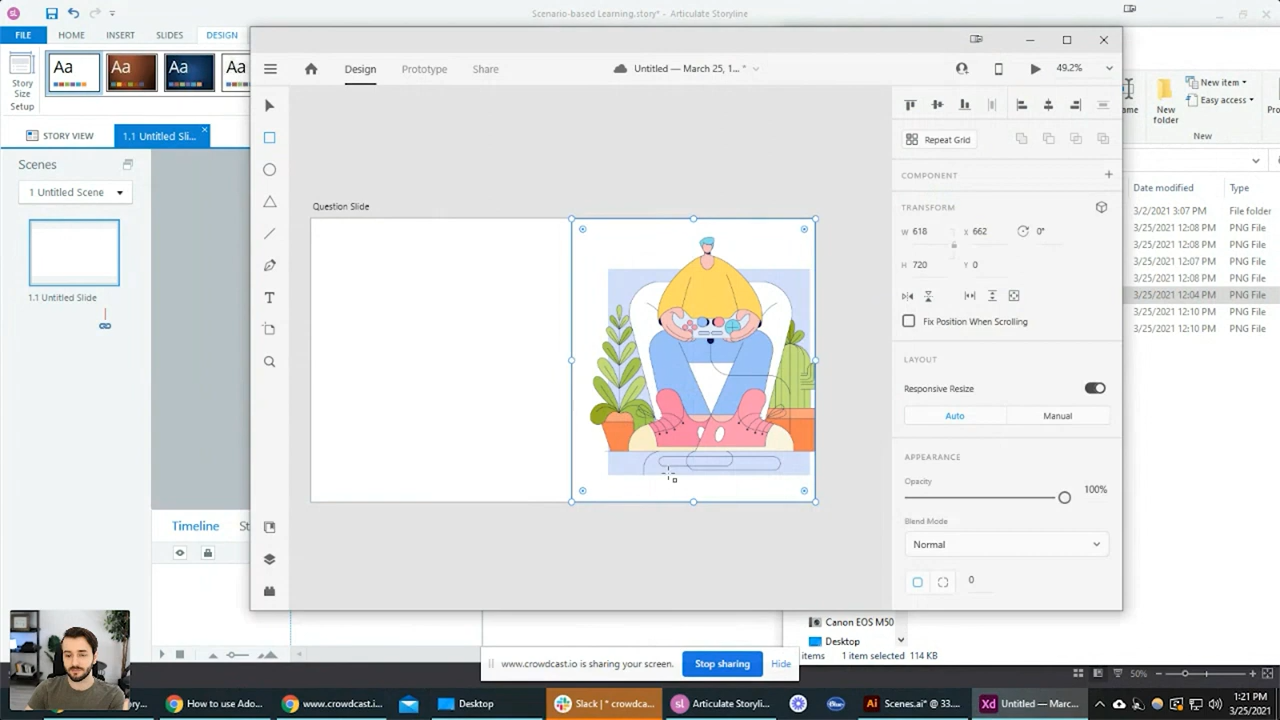 Scenario-based Learning.story* - Articulate Storyline
FILE HOME INSERT SLIDES DESIGN
Aa Aa Aa Aa
Story
Size
Setup
STORY VIEW 1.1 Untitled Sli...
Scenes
1 Untitled Scene
1.1 Untitled Slide
Timeline St
Design Prototype Share
Untitled — March 25, 1... *
49.2%
Question Slide
Repeat Grid
COMPONENT
TRANSFORM
W 618 X 662 0°
H 720 Y 0
Fix Position When Scrolling
LAYOUT
Responsive Resize
Auto Manual
APPEARANCE
Opacity
100%
Blend Mode
Normal
0
New
folder
New item
Easy access
New
Date modified Type
3/2/2021 3:07 PM File folder
3/25/2021 12:08 PM PNG File
3/25/2021 12:08 PM PNG File
3/25/2021 12:07 PM PNG File
3/25/2021 12:08 PM PNG File
3/25/2021 12:04 PM PNG File
3/25/2021 12:10 PM PNG File
3/25/2021 12:10 PM PNG File
Canon EOS M50
Desktop
items 1 item selected 114 KB
50%
www.crowdcast.io is sharing your screen. Stop sharing Hide
How to use Ado... www.crowdcast.i... Desktop Slack | * crowdca... Articulate Storylin... Scenes.ai* @ 33.... Untitled — Marc...
1:21 PM
3/25/2021